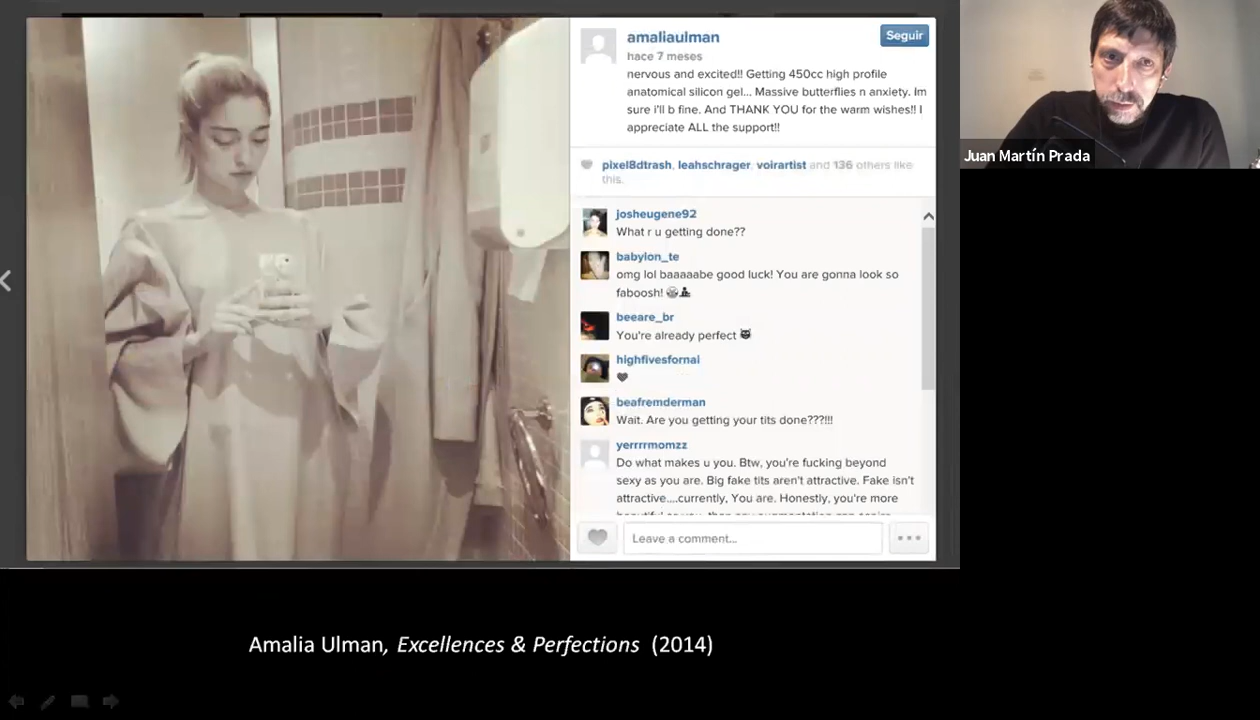 amaliaulman
Seguir
hace 7 meses
nervous and excited!! Getting 450cc high profile
anatomical silicon gel... Massive butterflies n anxiety. Im
sure i'll b fine. And THANK YOU for the warm wishes!! I
appreciate ALL the support!!
pixel8dtrash, leahschrager, voirartist and 136 others like
this.
josheugene92
What r u getting done??
babylon_te
omg lol baaaaabe good luck! You are gonna look so
faboosh!
beeare_br
You're already perfect
highfivesfornai
beafremderman
Wait. Are you getting your tits done???!!!
yerrrrmomzz
Do what makes u you. Btw, you're fucking beyond
sexy as you are. Big fake tits aren't attractive. Fake isn't
attractive....currently, You are. Honestly, you're more
Leave a comment...
Juan Martín Prada
Amalia Ulman, Excellences & Perfections (2014)